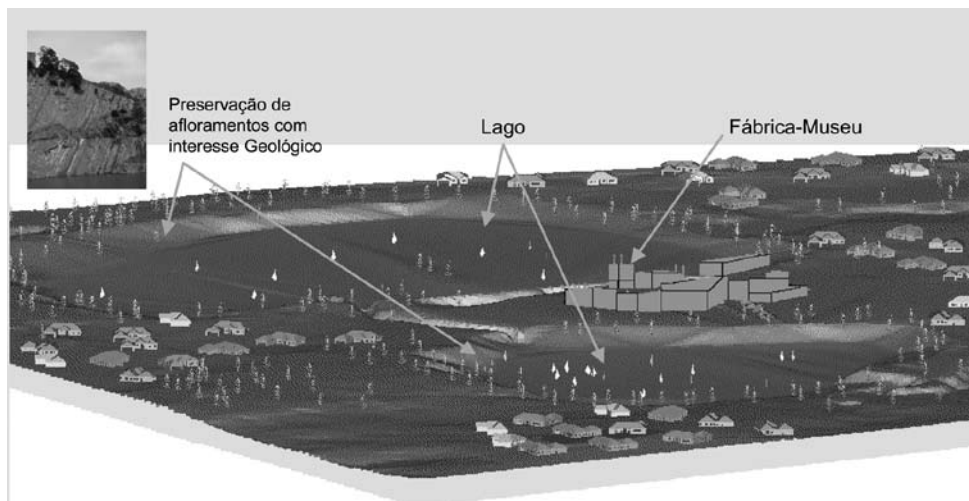 Preservação de
afloramentos com
interesse Geológico
Lago
Fábrica-Museu